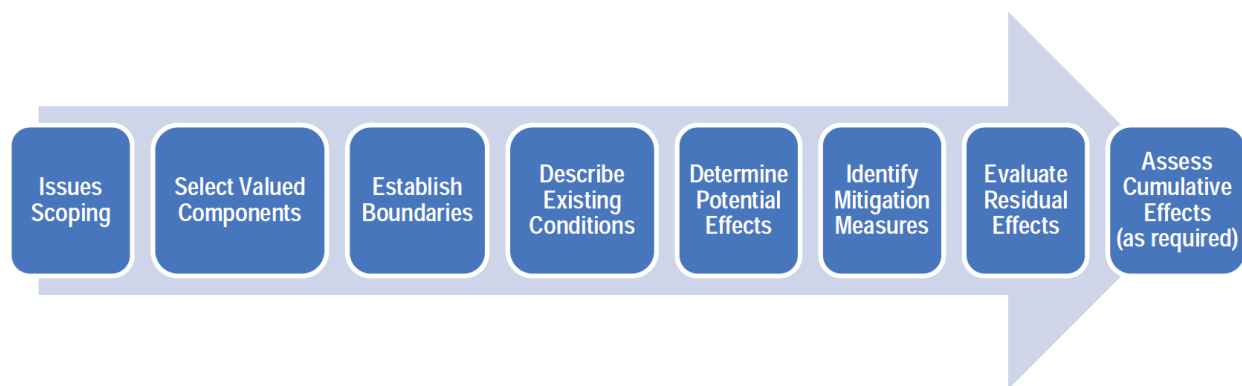 Issues
Scoping
Select Valued
Components
Establish
Boundaries
Describe
Existing
Conditions
Determine
Potential
Effects
Identify
Mitigation
Measures
Evaluate
Residual
Effects
Assess
Cumulative
Effects
(as required)